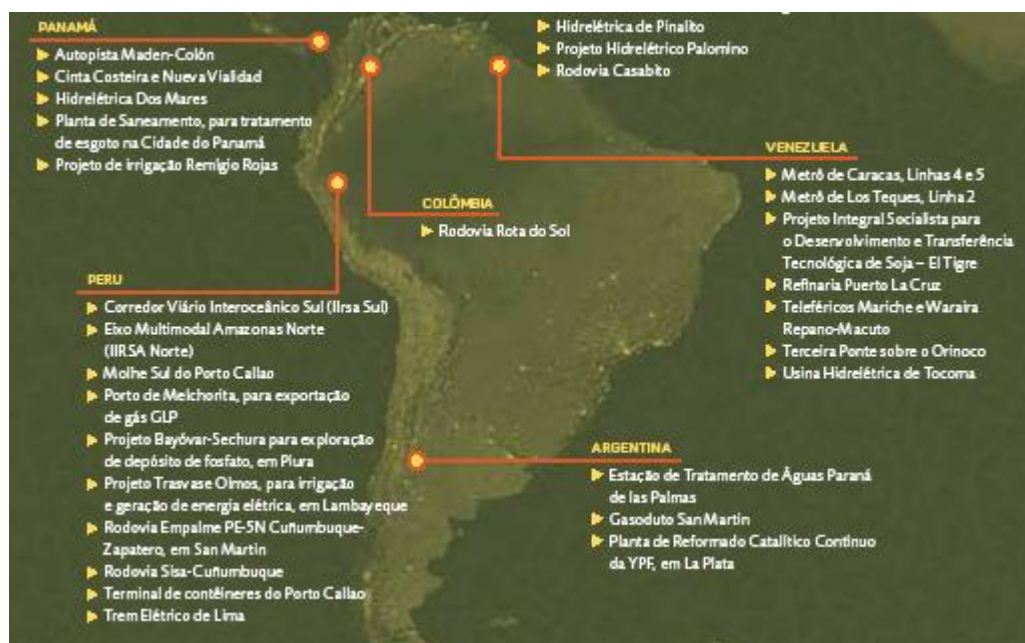 PANAMÁ
Autopista Maden-Colón
Cinta Costeira e Nueva Vialidad
Hidrelétrica Dos Mares
Planta de Saneamento, para tratamento
de esgoto na Cidade do Panamá
Projeto de irrigação Remigio Rojas
Hidrelétrica de Pinalito
Projeto Hidrelétrico Palomino
Rodovia Casabito
COLÔMBIA
Rodovia Rota do Sol
VENEZUELA
Metrô de Caracas, Linhas 4 e 5
Metrô de Los Teques, Linha 2
Projeto Integral Socialista para
o Desenvolvimento e Transferência
Tecnológica de Soja – El Tigre
Refinaria Puerto La Cruz
Teleféricos Mariche e Waraira
Repano-Macuto
Terceira Ponte sobre o Orinoco
Usina Hidrelétrica de Tocoma
PERU
Corredor Viário Interoceânico Sul (Iirsa Sul)
Eixo Multimodal Amazonas Norte
(IIRSA Norte)
Molhe Sul do Porto Callao
Porto de Melchorita, para exportação
de gás GLP
Projeto Bayóvar-Sechura para exploração
de depósito de fosfato, em Piura
Projeto Trasvase Olmos, para irrigação
e geração de energia elétrica, em Lambayeque
Rodovia Empalme PE-5N Cuñumbuque-
Zapatero, em San Martin
Rodovia Sisa-Cuñumbuque
Terminal de contêineres do Porto Callao
Trem Elétrico de Lima
ARGENTINA
Estação de Tratamento de Águas Paraná
de las Palmas
Gasoduto San Martin
Planta de Reformado Catalítico Continuo
da YPF, em La Plata